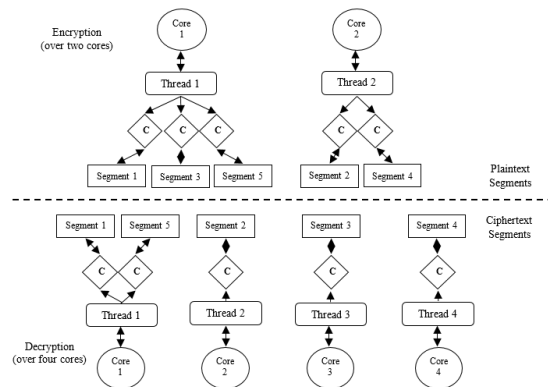 Encryption
(over two cores)
Core
1
Core
2
Thread 1
Thread 2
C
C
C
C
C
Segment 1
Segment 3
Segment 5
Segment 2
Segment 4
Plaintext
Segments
Ciphertext
Segments
Segment 1
Segment 5
Segment 2
Segment 3
Segment 4
C
C
C
C
C
Thread 1
Thread 2
Thread 3
Thread 4
Decryption
(over four cores)
Core
1
Core
2
Core
3
Core
4